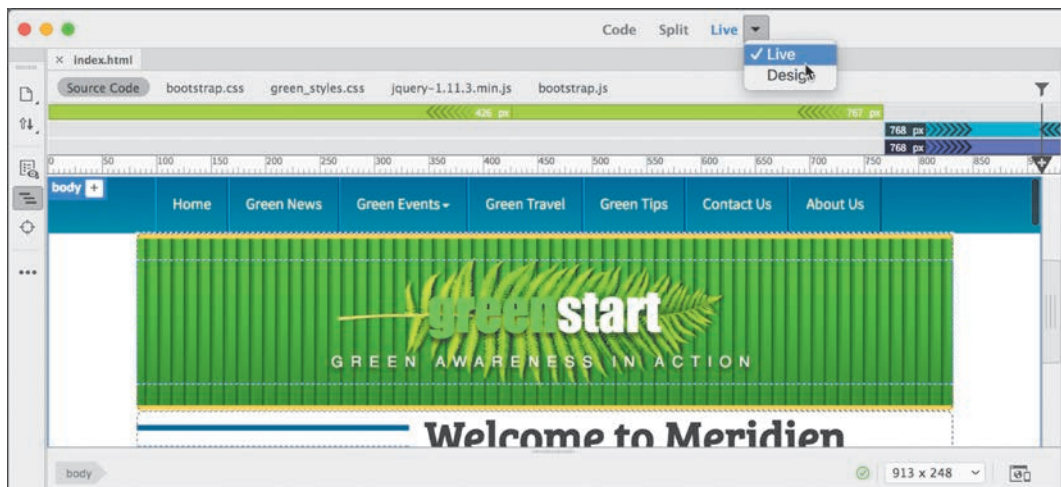 Code Split Live
✓ Live
Design
× index.html
Source Code bootstrap.css green_styles.css jquery-1.11.3.min.js bootstrap.js
426 px 767 px
768 px
768 px
0 50 100 150 200 250 300 350 400 450 500 550 600 650 700 750 800 850
body +
Home Green News Green Events Green Travel Green Tips Contact Us About Us
greenstart
GREEN AWARENESS IN ACTION
Welcome to Meridien
body
913 x 248